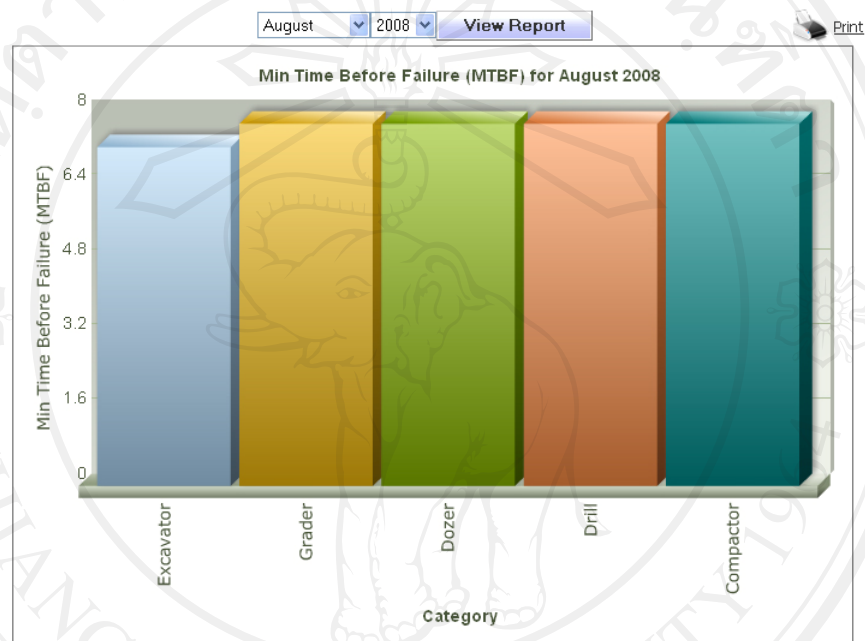 August 2008 View Report Print
Min Time Before Failure (MTBF) for August 2008
Min Time Before Failure (MTBF)
8
6.4
4.8
3.2
1.6
0
Excavator
Grader
Dozer
Drill
Compactor
Category